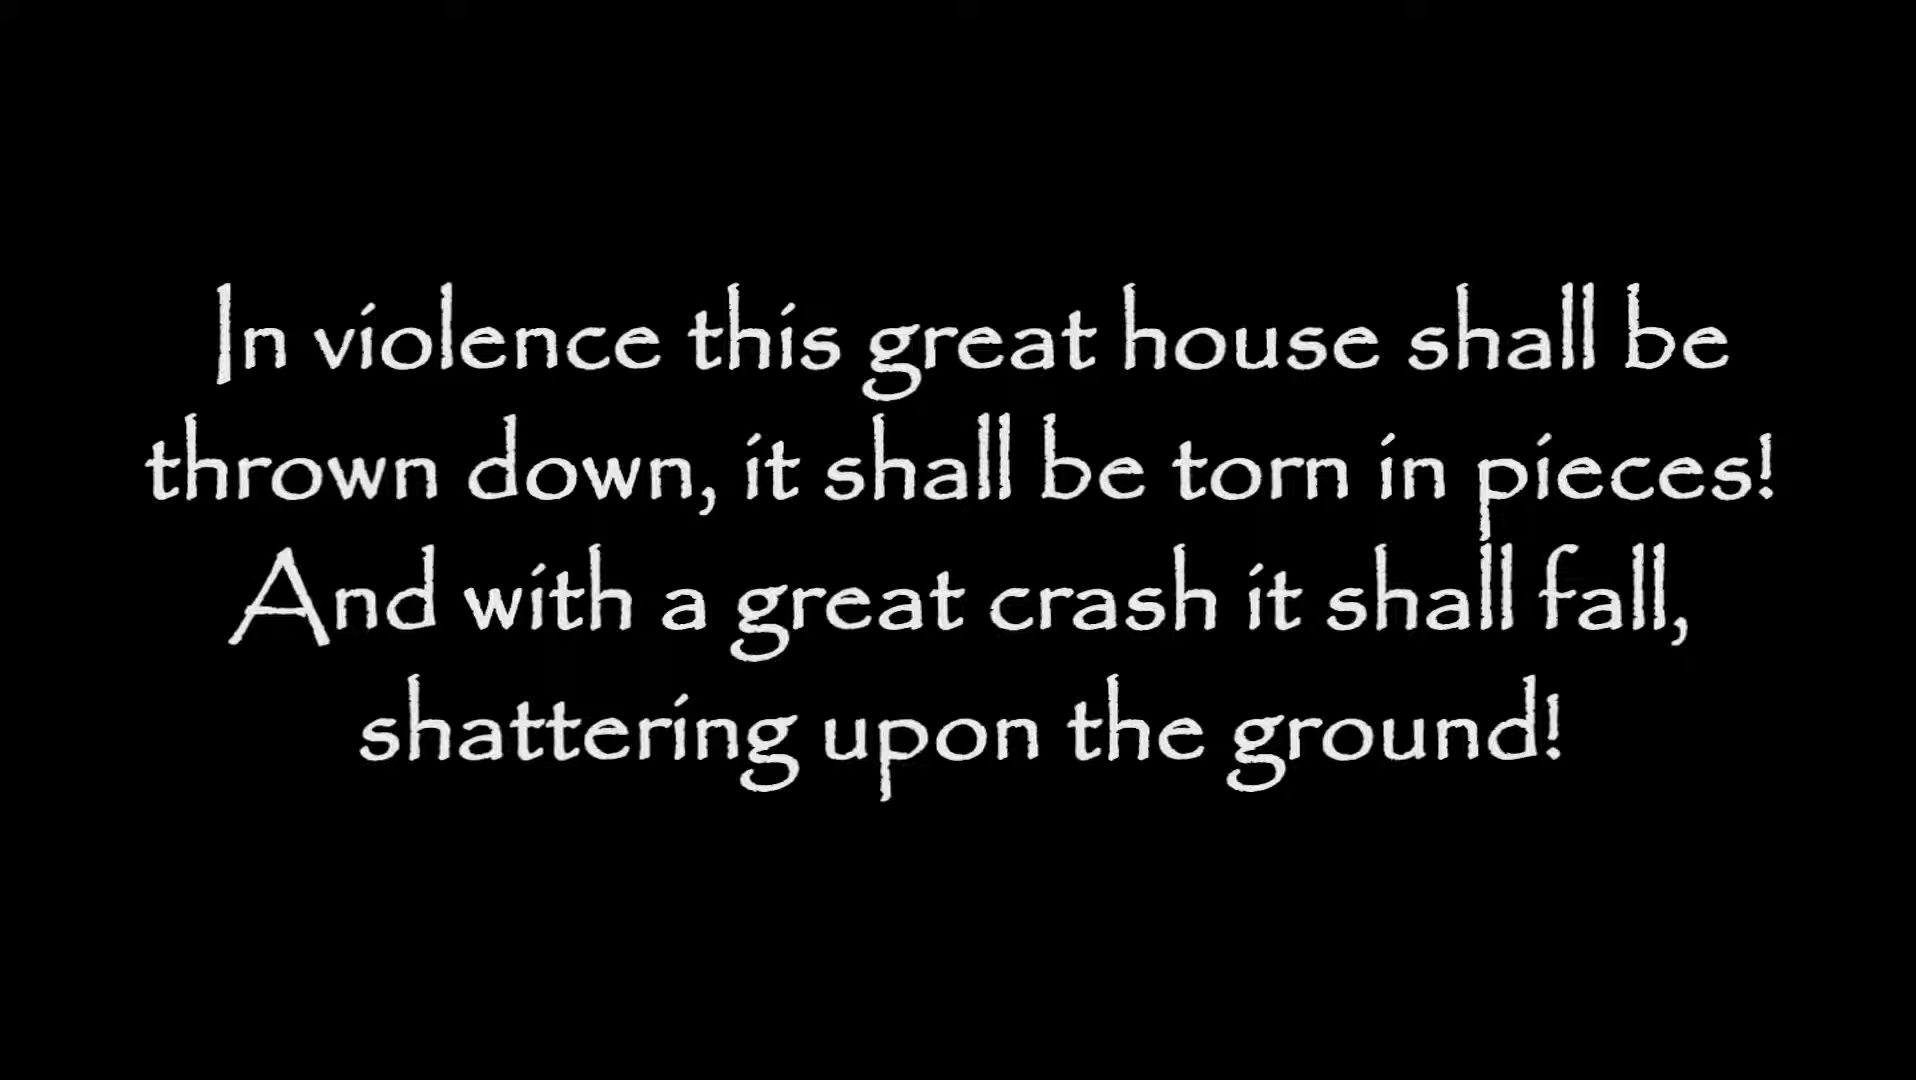 In violence this great house shall be
thrown down, it shall be torn in pieces!
And with a great crash it shall fall,
shattering upon the ground!